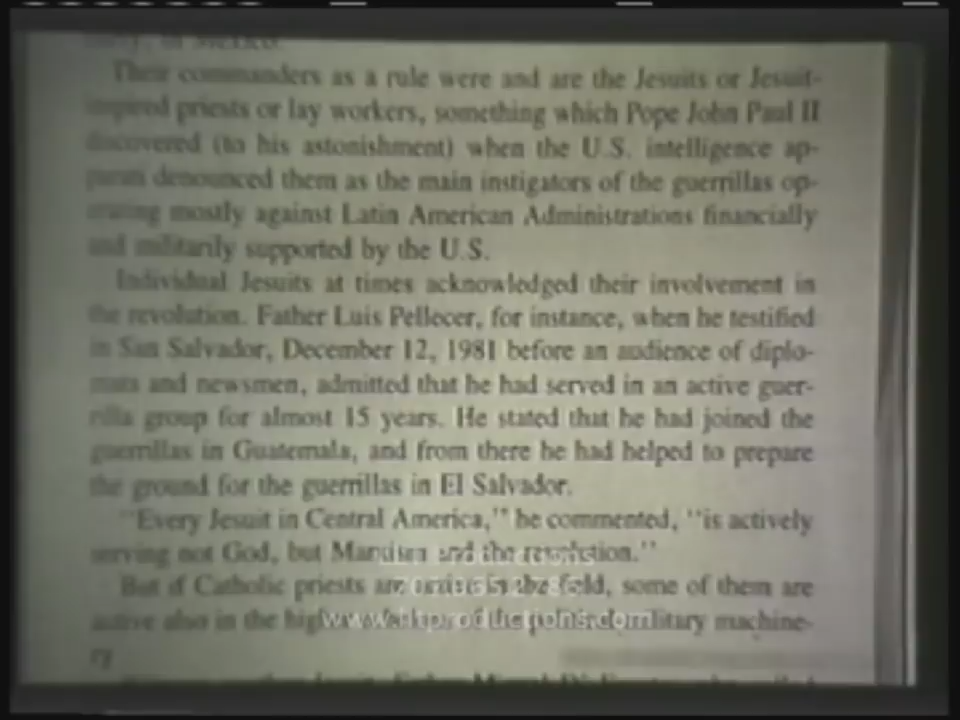 Their commanders as a rule were and are the Jesuits or Jesuit-
inspired priests or lay workers, something which Pope John Paul II
discovered (to his astonishment) when the U.S. intelligence ap-
denounced them as the main instigators of the guerrillas op-
erating mostly against Latin American Administrations financially
and militarily supported by the U.S.
Individual Jesuits at times acknowledged their involvement in
the revolution. Father Luis Pellecer, for instance, when he testified
in San Salvador, December 12, 1981 before an audience of diplo-
mats and newsmen, admitted that he had served in an active guer-
rilla group for almost 15 years. He stated that he had joined the
guerrillas in Guatemala, and from there he had helped to prepare
the ground for the guerrillas in El Salvador.
"Every Jesuit in Central America," he commented, "is actively
serving not God, but Marxism and the revolution."
But if Catholic priests are active in the field, some of them are
active also in the military machine-
ry